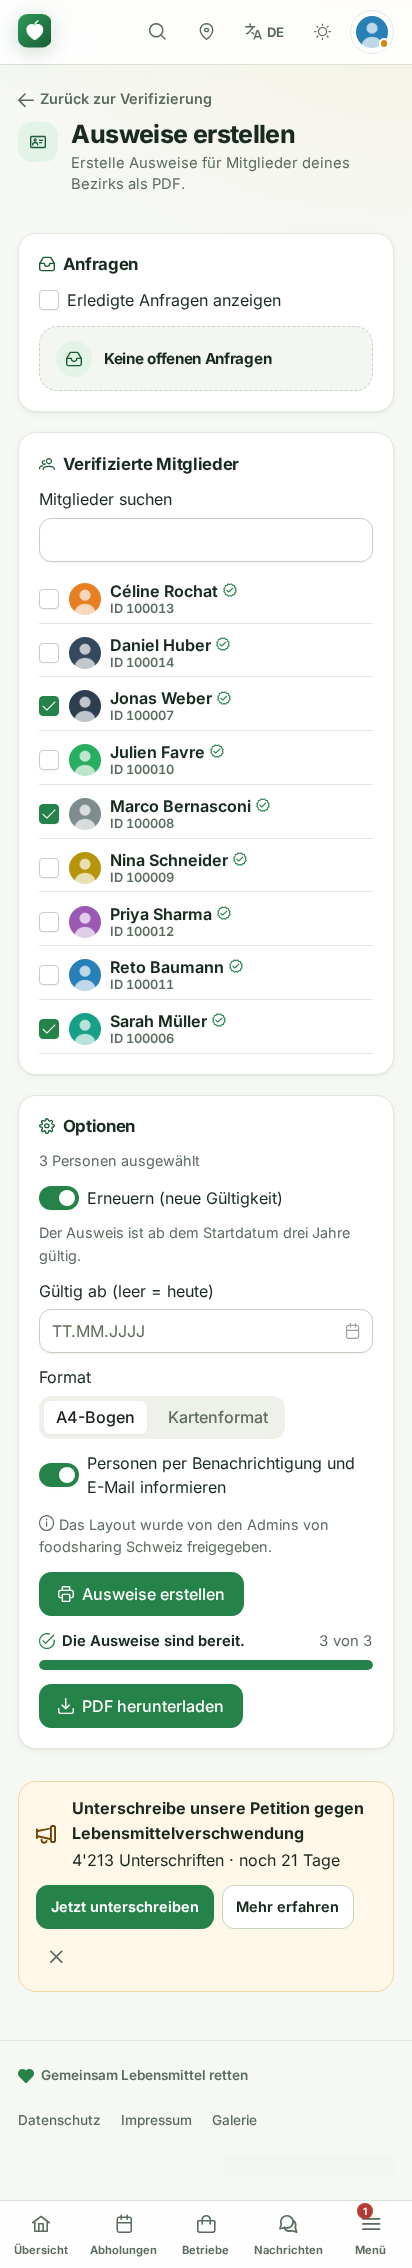 DE
Zurück zur Verifizierung
Ausweise erstellen
Erstelle Ausweise für Mitglieder deines
Bezirks als PDF.
Anfragen
Erledigte Anfragen anzeigen
Keine offenen Anfragen
Verifizierte Mitglieder
Mitglieder suchen
Céline Rochat
ID 100013
Daniel Huber
ID 100014
Jonas Weber
ID 100007
Julien Favre
ID 100010
Marco Bernasconi
ID 100008
Nina Schneider
ID 100009
Priya Sharma
ID 100012
Reto Baumann
ID 100011
Sarah Müller
ID 100006
Optionen
3 Personen ausgewählt
Erneuern (neue Gültigkeit)
Der Ausweis ist ab dem Startdatum drei Jahre
gültig.
Gültig ab (leer = heute)
TT.MM.JJJJ
Format
A4-Bogen Kartenformat
Personen per Benachrichtigung und
E-Mail informieren
Das Layout wurde von den Admins von
foodsharing Schweiz freigegeben.
Ausweise erstellen
Die Ausweise sind bereit. 3 von 3
PDF herunterladen
Unterschreibe unsere Petition gegen
Lebensmittelverschwendung
4'213 Unterschriften · noch 21 Tage
Jetzt unterschreiben Mehr erfahren
Gemeinsam Lebensmittel retten
Datenschutz Impressum Galerie
1
Übersicht Abholungen Betriebe Nachrichten Menü